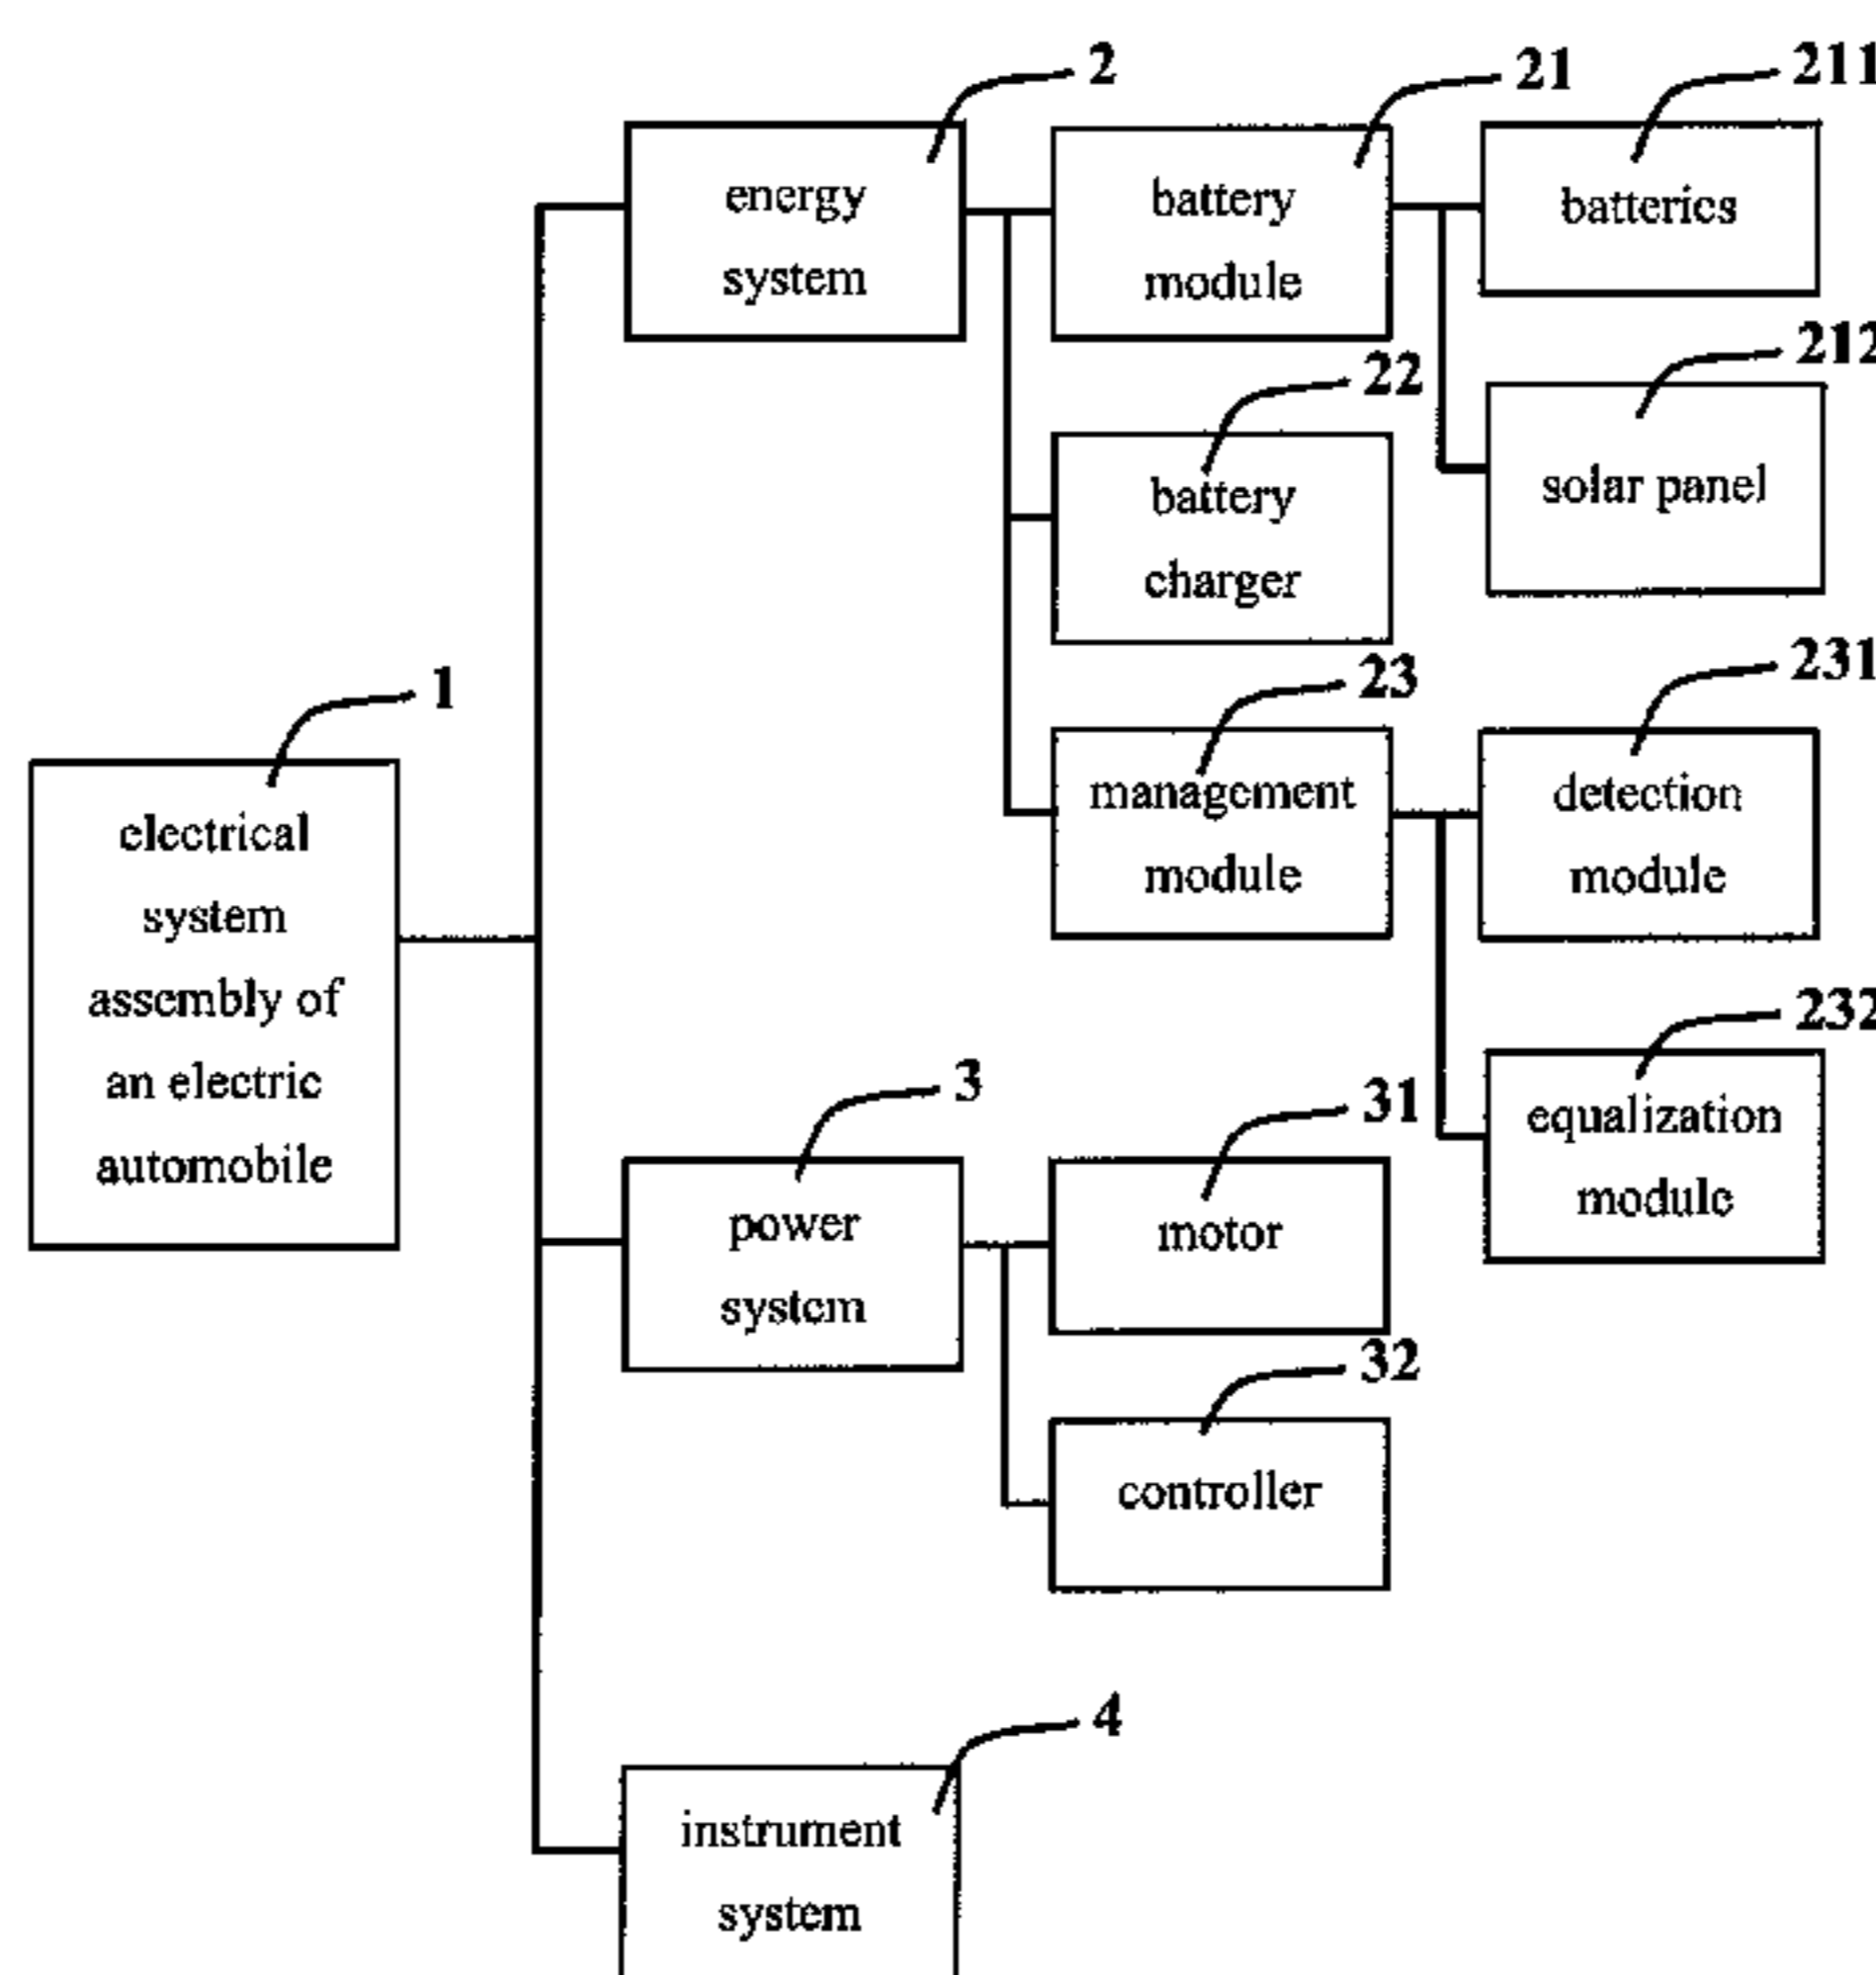 2
21
211
energy
system
battery
module
batteries
212
22
battery
charger
solar panel
1
23
231
electrical
system
assembly of
an electric
automobile
management
module
detection
module
232
equalization
module
3
31
power
system
motor
32
controller
4
instrument
system